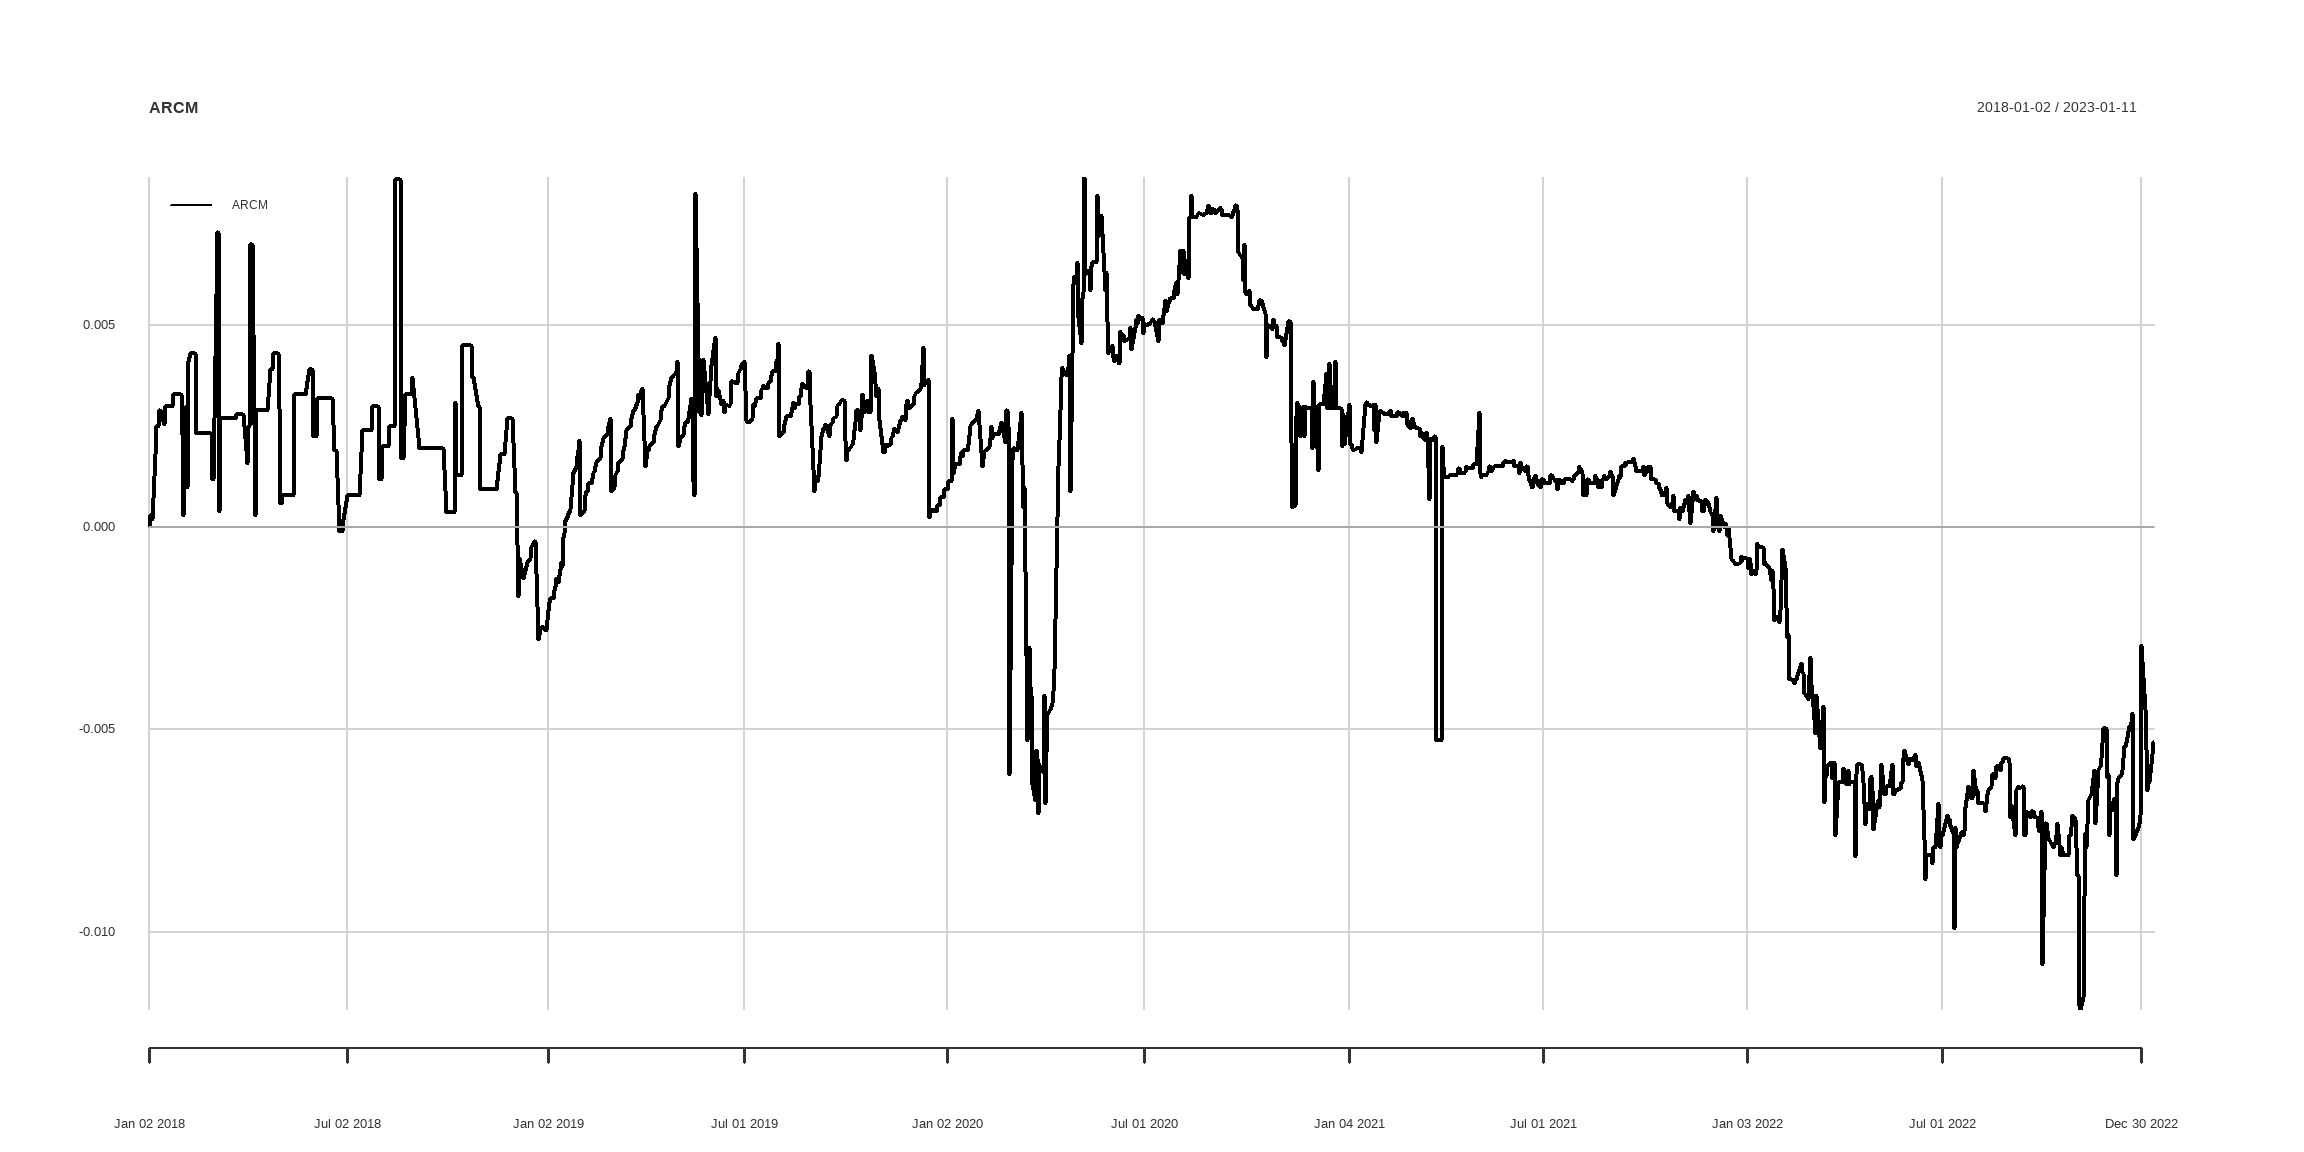 ARCM
2018-01-02 / 2023-01-11
ARCM
0.005
0.000
-0.005
-0.010
Jan 02 2018
Jul 02 2018
Jan 02 2019
Jul 01 2019
Jan 02 2020
Jul 01 2020
Jan 04 2021
Jul 01 2021
Jan 03 2022
Jul 01 2022
Dec 30 2022